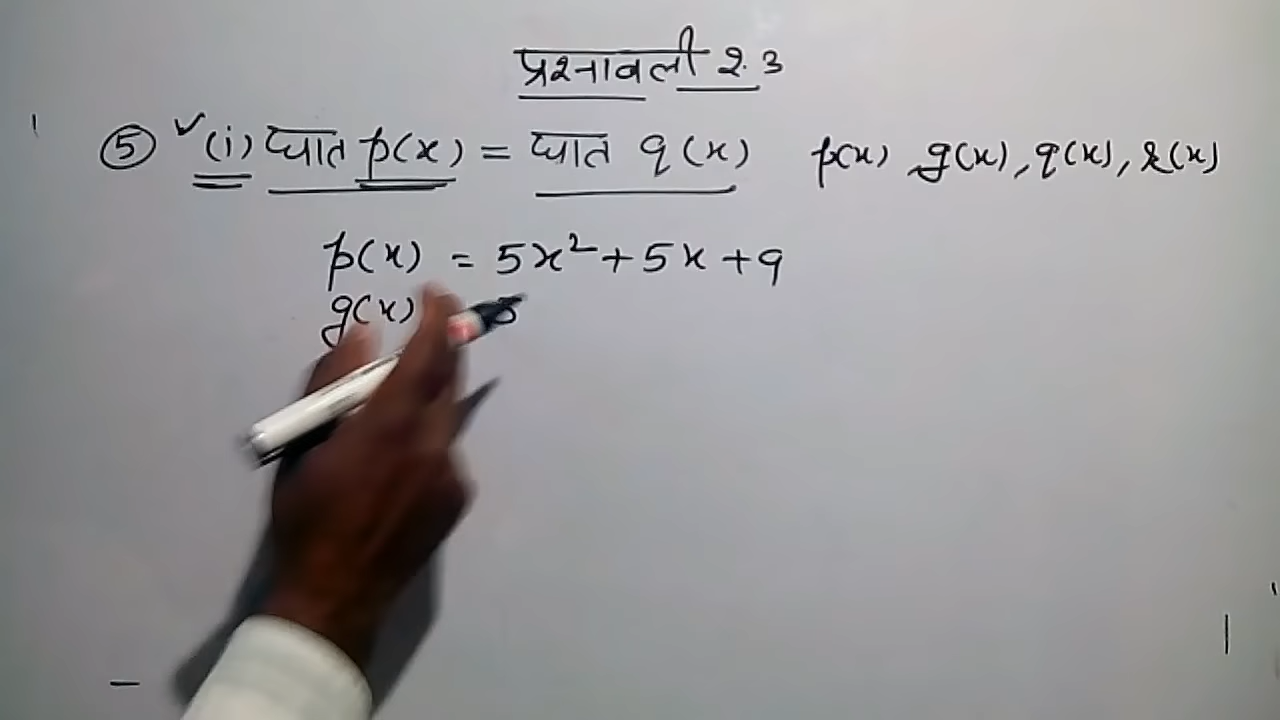 प्रश्नावली 2.3
⑤ ✓(i) घात p(x) = घात q(x) p(x) g(x), q(x), r(x)
p(x) = 5x² + 5x + 9
g(x)